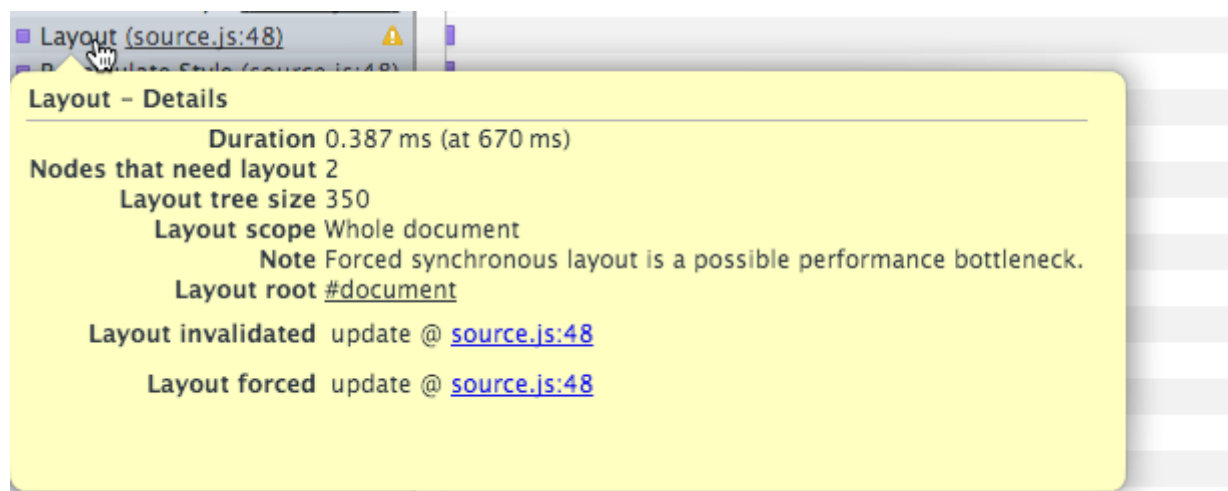 Layout (source.js:48)
Layout – Details
Duration 0.387 ms (at 670 ms)
Nodes that need layout 2
Layout tree size 350
Layout scope Whole document
Note Forced synchronous layout is a possible performance bottleneck.
Layout root #document
Layout invalidated update @ source.js:48
Layout forced update @ source.js:48